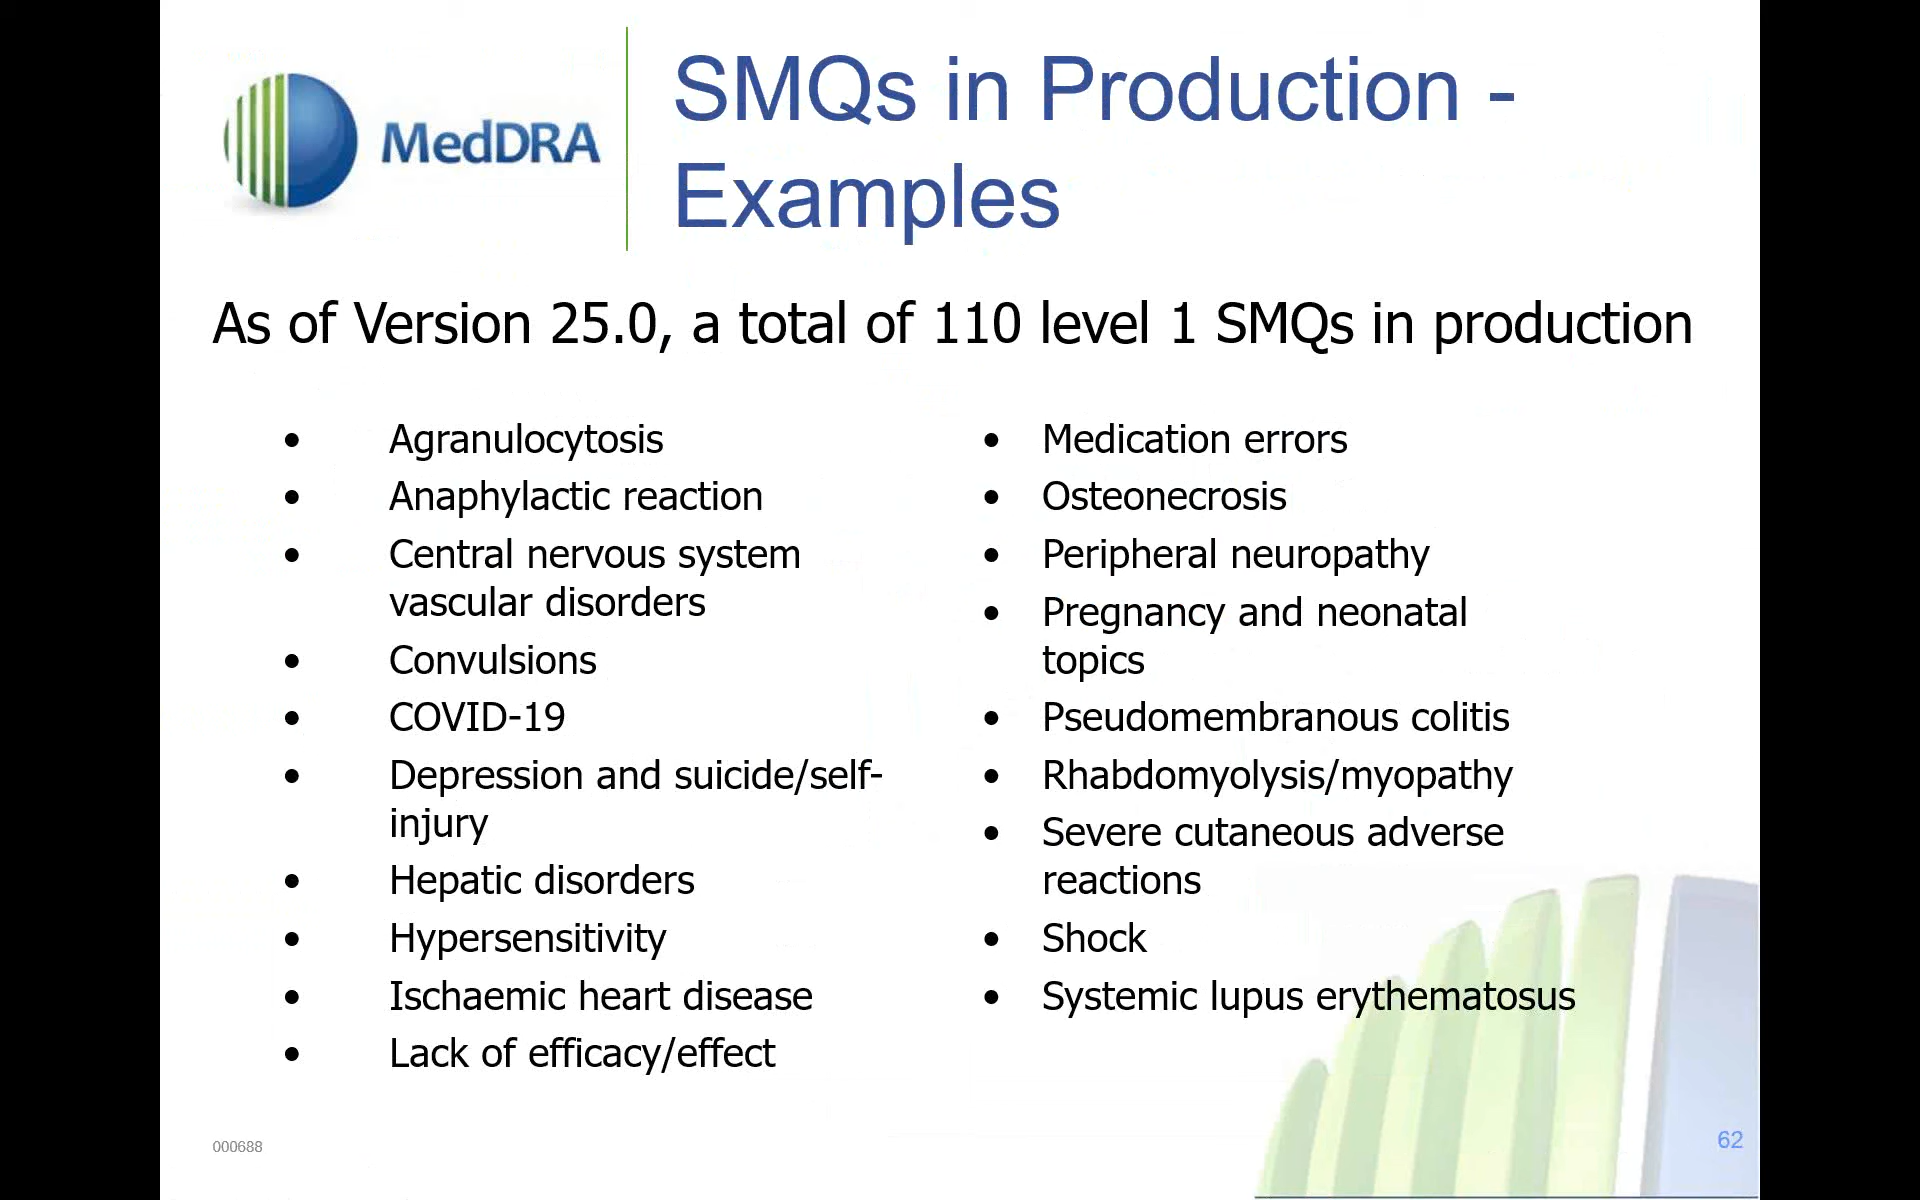 MedDRA
SMQs in Production -
Examples
As of Version 25.0, a total of 110 level 1 SMQs in production
• Agranulocytosis
• Anaphylactic reaction
• Central nervous system
vascular disorders
• Convulsions
• COVID-19
• Depression and suicide/self-
injury
• Hepatic disorders
• Hypersensitivity
• Ischaemic heart disease
• Lack of efficacy/effect
• Medication errors
• Osteonecrosis
• Peripheral neuropathy
• Pregnancy and neonatal
topics
• Pseudomembranous colitis
• Rhabdomyolysis/myopathy
• Severe cutaneous adverse
reactions
• Shock
• Systemic lupus erythematosus
000688
62